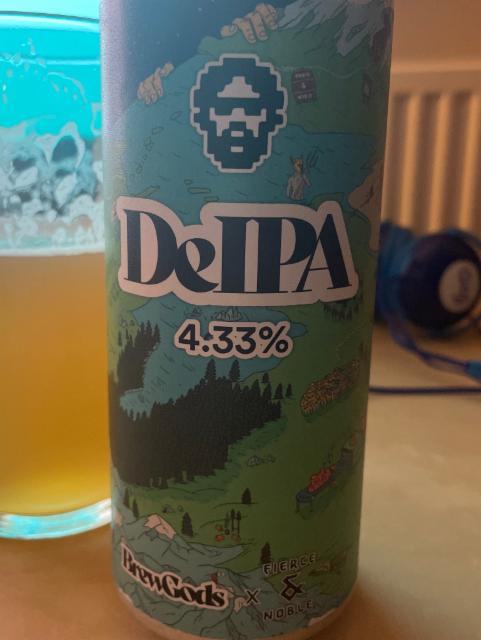 DeIPA
4.33%
BrewGods X FIERCE & NOBLE